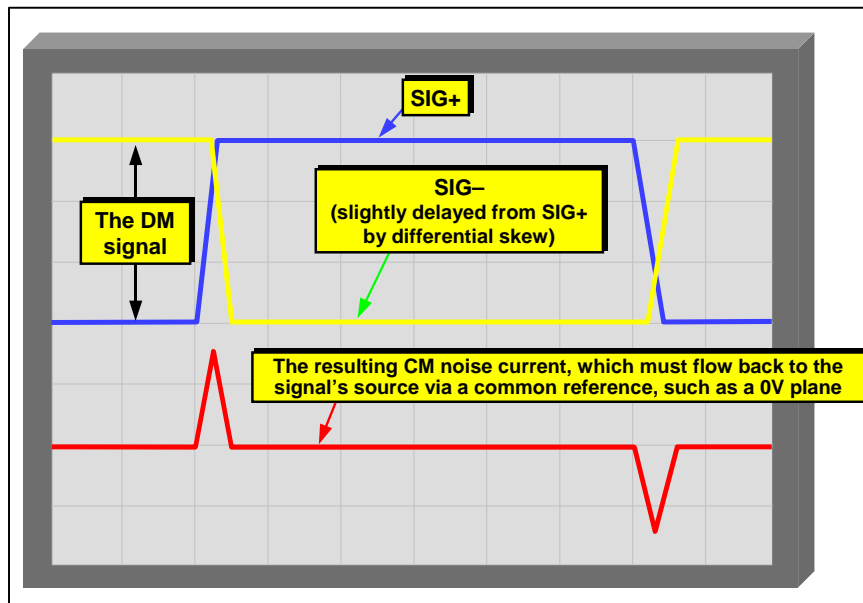 SIG+
SIG–
(slightly delayed from SIG+
by differential skew)
The DM
signal
The resulting CM noise current, which must flow back to the
signal's source via a common reference, such as a 0V plane